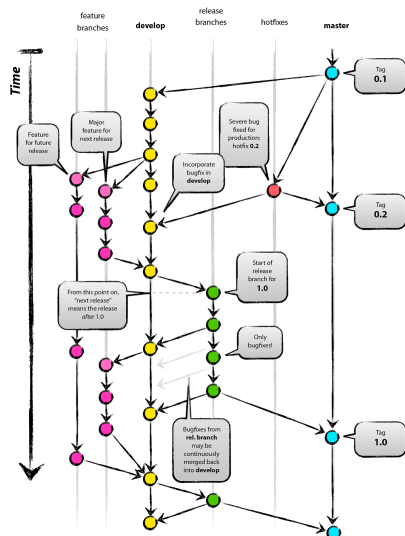 feature
branches
develop
release
branches
hotfixes
master
Time
Tag
0.1
Major
feature for
next release
Feature
for future
release
Severe bug
fixed for
production:
hotfix 0.2
Incorporate
bugfix in
develop
Tag
0.2
Start of
release
branch for
1.0
From this point on,
“next release”
means the release
after 1.0
Only
bugfixes!
Bugfixes from
rel. branch
may be
continuously
merged back
into develop
Tag
1.0